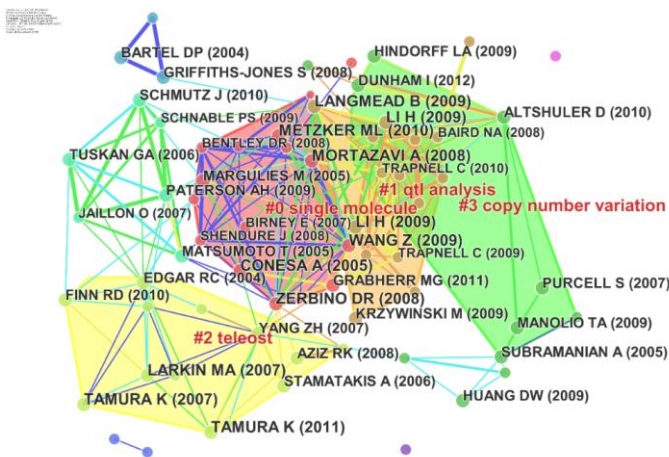 BARTEL DP (2004)
HINDORFF LA (2009)
GRIFFITHS-JONES S (2008)
DUNHAM I (2012)
SCHMUTZ J (2010)
LANGMEAD B (2009)
ALTSHULER D (2010)
SCHNABLE PS (2009)
LI H (2009)
METZKER ML (2010)
BAIRD NA (2008)
BENTLEY DR (2008)
TUSKAN GA (2006)
MORTAZAVI A (2008)
TRAPNELL C (2010)
MARGULIES M (2005)
PATERSON AH (2009)
#1 qtl analysis
#0 single molecule
#3 copy number variation
JAILLON O (2007)
BIRNEY E (2007)
LI H (2009)
SHENDURE J (2008)
WANG Z (2009)
MATSUMOTO T (2005)
TRAPNELL C (2009)
CONESA A (2005)
EDGAR RC (2004)
GRABHERR MG (2011)
PURCELL S (2007)
FINN RD (2010)
ZERBINO DR (2008)
KRZYWINSKI M (2009)
MANOLIO TA (2009)
YANG ZH (2007)
#2 teleost
AZIZ RK (2008)
SUBRAMANIAN A (2005)
LARKIN MA (2007)
STAMATAKIS A (2006)
TAMURA K (2007)
HUANG DW (2009)
TAMURA K (2011)